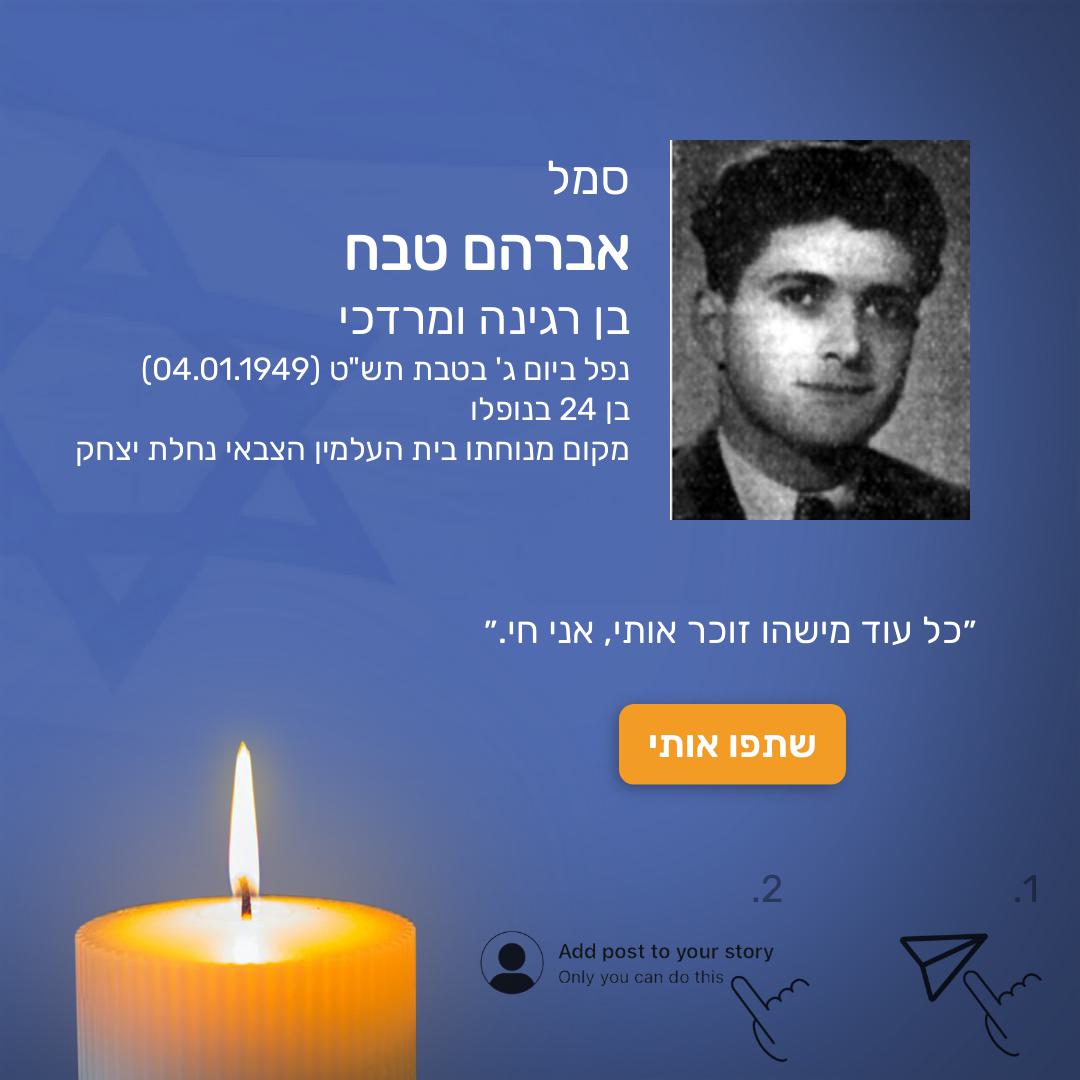 סמל
אברהם טבח
בן רגינה ומרדכי
נפל ביום ג' בטבת תש"ט (04.01.1949)
בן 24 בנופלו
מקום מנוחתו בית העלמין הצבאי נחלת יצחק
״כל עוד מישהו זוכר אותי, אני חי.״
שתפו אותי
.1
.2
Add post to your story
Only you can do this